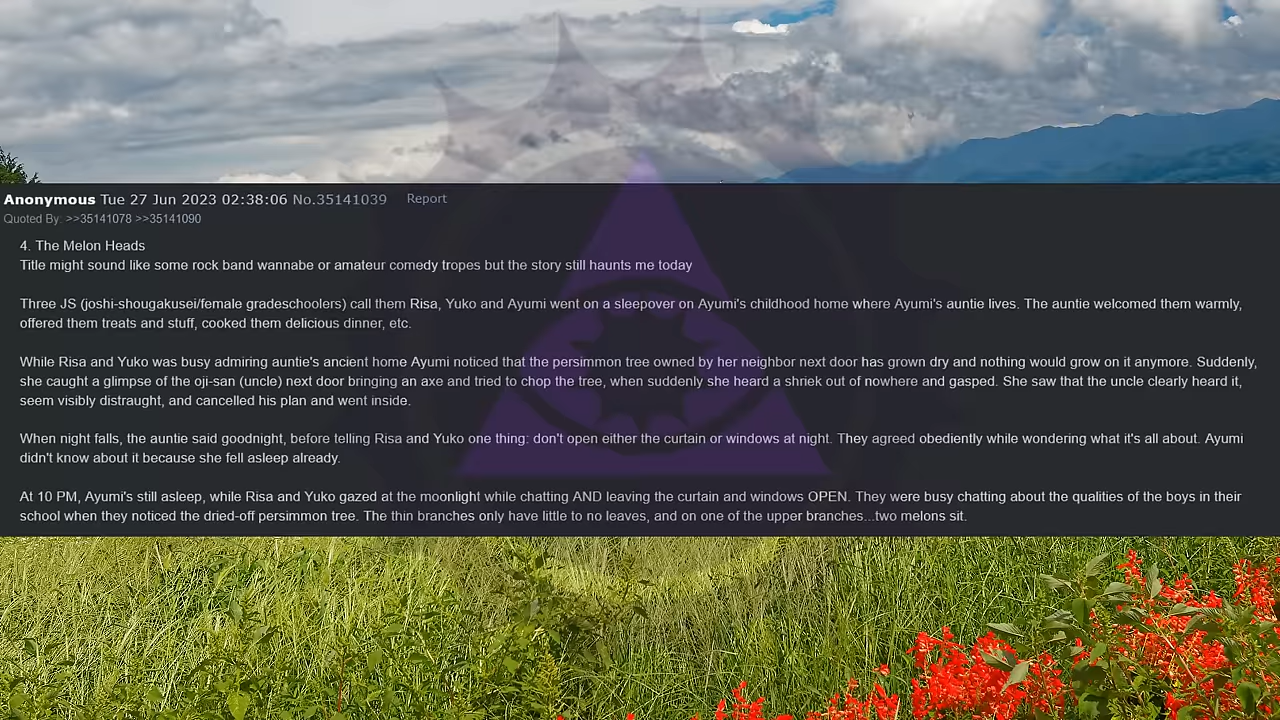 Anonymous Tue 27 Jun 2023 02:38:06 No.35141039 Report
Quoted By: >>35141078 >>35141090
4. The Melon Heads
Title might sound like some rock band wannabe or amateur comedy tropes but the story still haunts me today
Three JS (joshi-shougakusei/female gradeschoolers) call them Risa, Yuko and Ayumi went on a sleepover on Ayumi's childhood home where Ayumi's auntie lives. The auntie welcomed them warmly,
offered them treats and stuff, cooked them delicious dinner, etc.
While Risa and Yuko was busy admiring auntie's ancient home Ayumi noticed that the persimmon tree owned by her neighbor next door has grown dry and nothing would grow on it anymore. Suddenly,
she caught a glimpse of the oji-san (uncle) next door bringing an axe and tried to chop the tree, when suddenly she heard a shriek out of nowhere and gasped. She saw that the uncle clearly heard it,
seem visibly distraught, and cancelled his plan and went inside.
When night falls, the auntie said goodnight, before telling Risa and Yuko one thing: don't open either the curtain or windows at night. They agreed obediently while wondering what it's all about. Ayumi
didn't know about it because she fell asleep already.
At 10 PM, Ayumi's still asleep, while Risa and Yuko gazed at the moonlight while chatting AND leaving the curtain and windows OPEN. They were busy chatting about the qualities of the boys in their
school when they noticed the dried-off persimmon tree. The thin branches only have little to no leaves, and on one of the upper branches...two melons sit.